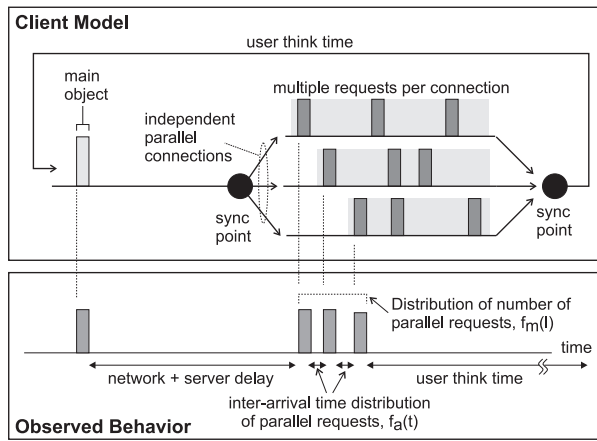 Client Model
user think time
main
object
multiple requests per connection
independent
parallel
connections
sync
point
sync
point
Distribution of number of
parallel requests, fm(l)
time
network + server delay
user think time
inter-arrival time distribution
of parallel requests, fa(t)
Observed Behavior